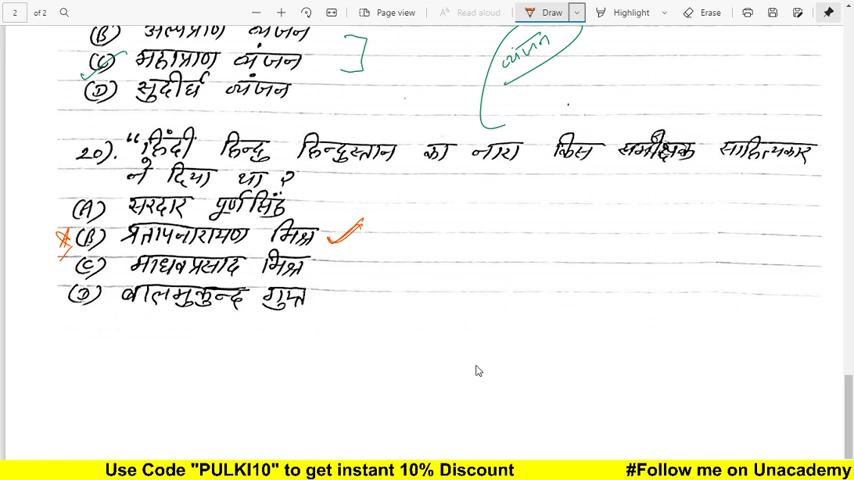 2 of 2 Page view Read aloud Draw Highlight Erase
(B) अल्पप्राण व्यंजन
(C) महाप्राण व्यंजन
(D) सुदीर्घ व्यंजन
व्यंजन
20). "हिंदी हिन्दु हिन्दुस्तान का नारा किस समीक्षक साहित्यकार
ने दिया था ?
(A) सरदार पूर्णसिंह
(B) प्रतापनारायण मिश्र
(C) माधवप्रसाद मिश्र
(D) बालमुकुन्द गुप्त
Use Code "PULKI10" to get instant 10% Discount #Follow me on Unacademy